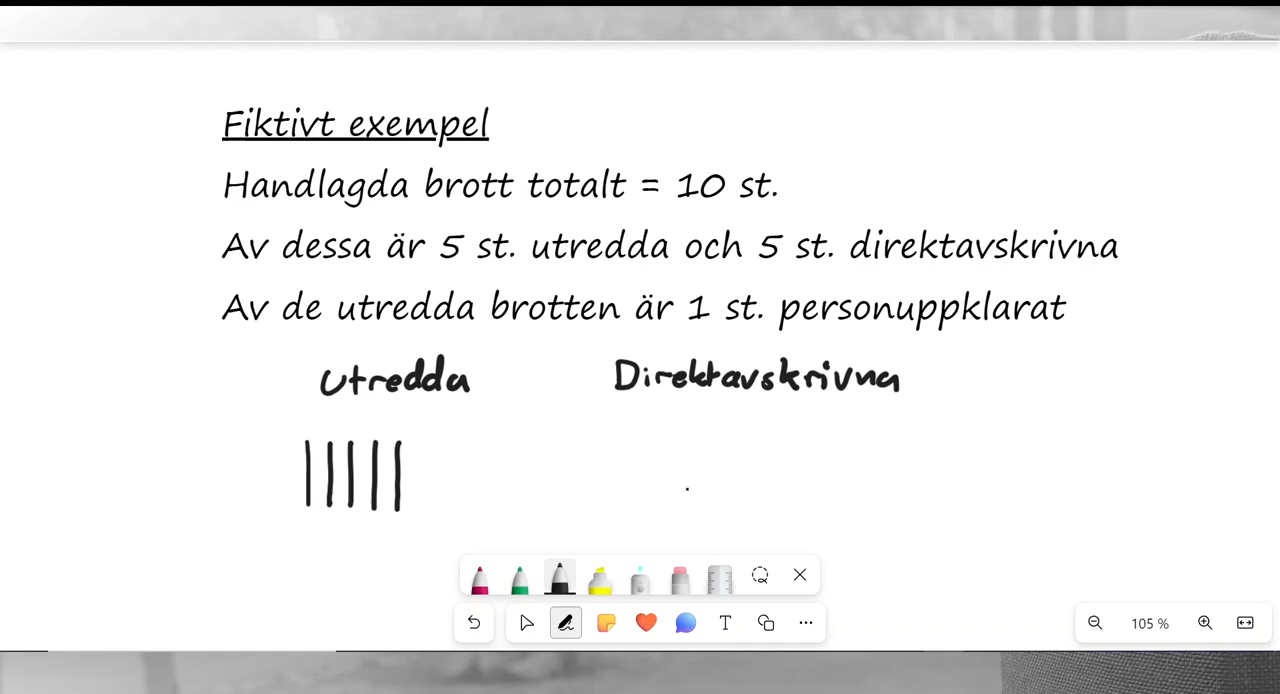 Fiktivt exempel
Handlagda brott totalt = 10 st.
Av dessa är 5 st. utredda och 5 st. direktavskrivna
Av de utredda brotten är 1 st. personuppklarat
Utredda Direktavskrivna
105 %